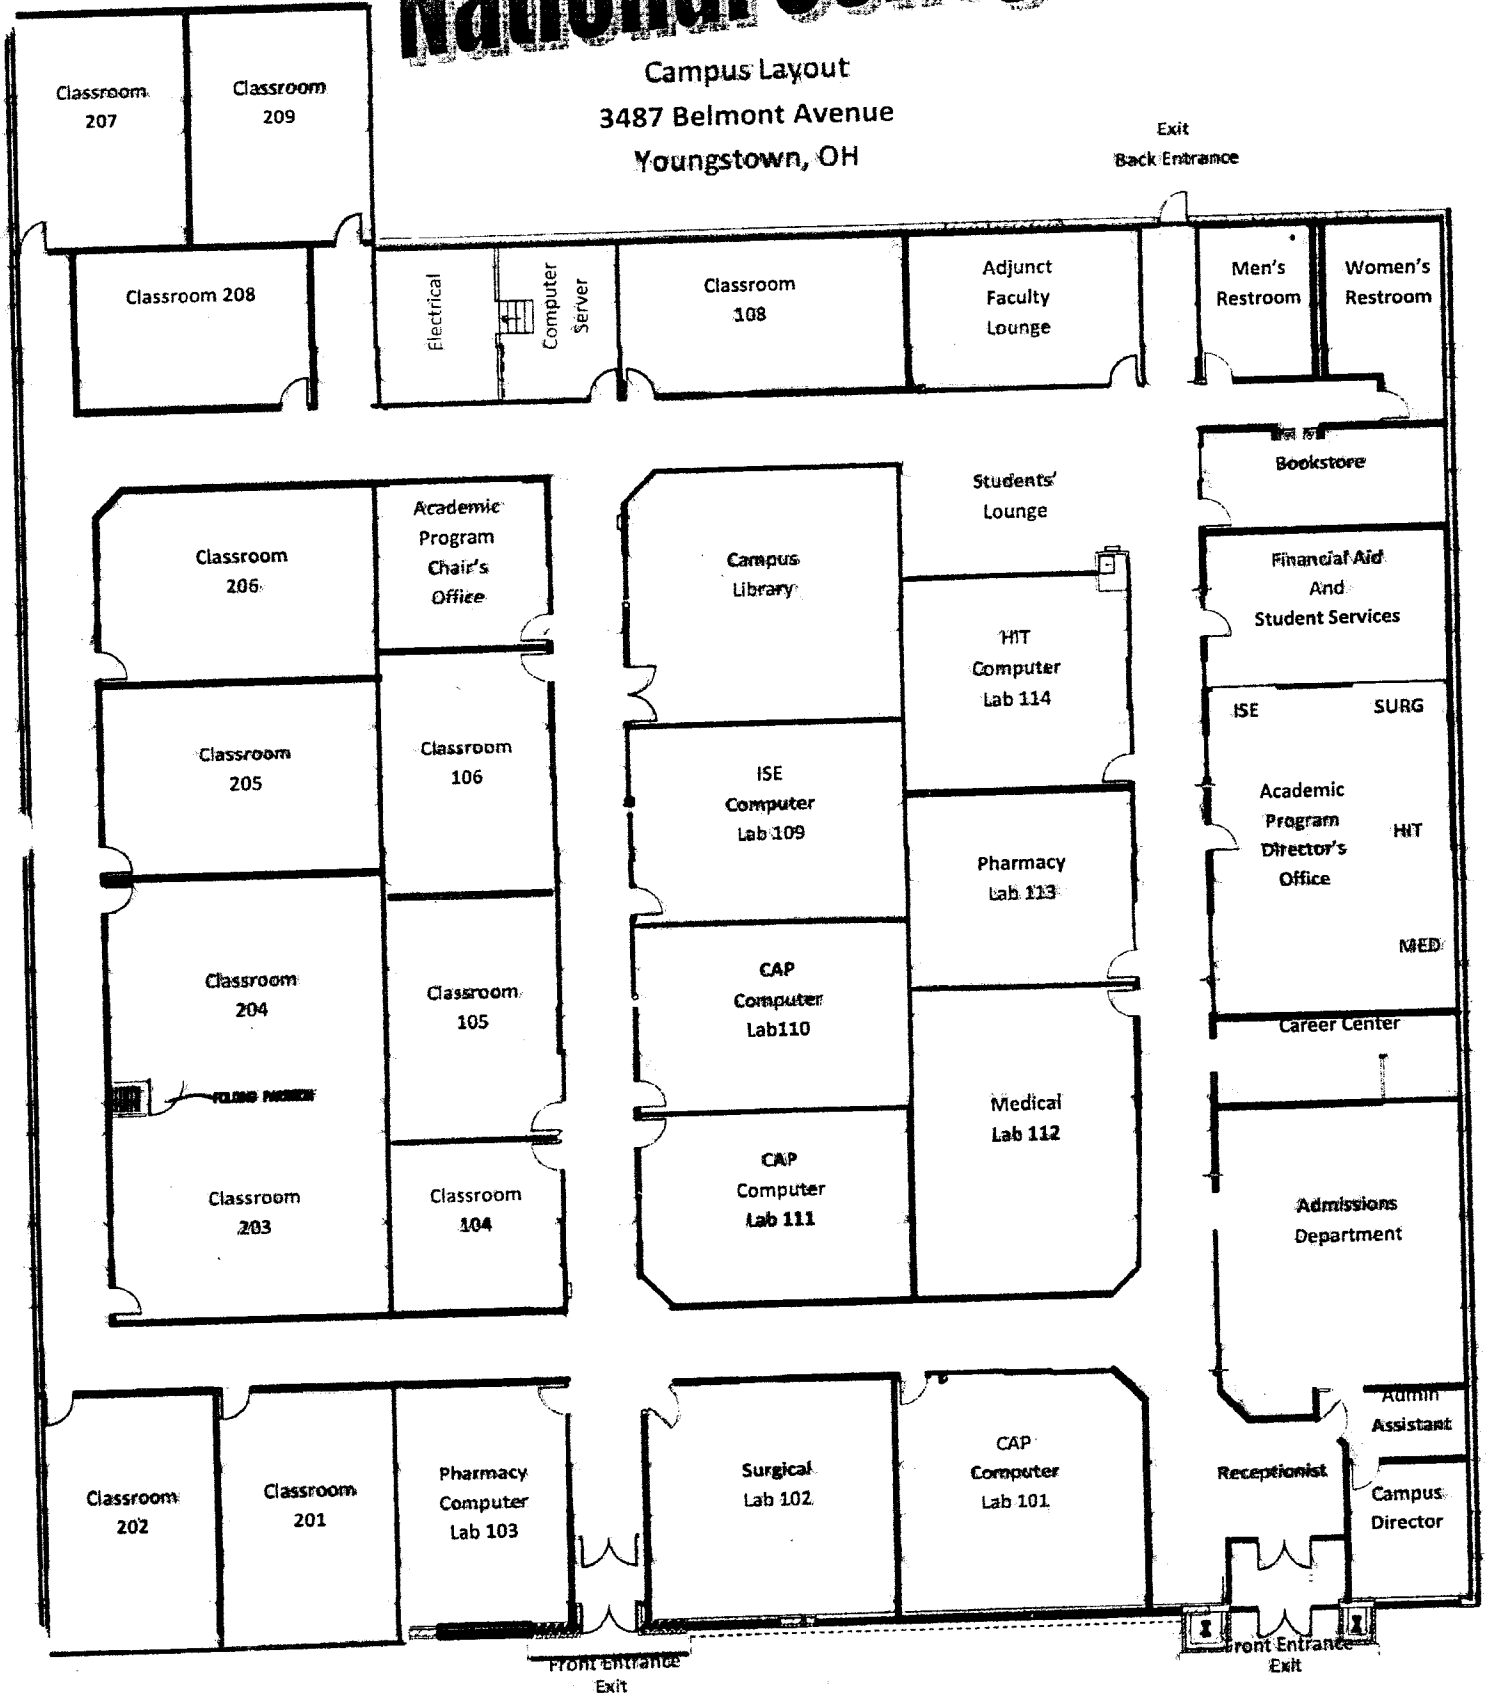 National
Campus Layout
3487 Belmont Avenue
Youngstown, OH
Exit
Back Entrance
Classroom
207
Classroom
209
Classroom 208
Electrical
Computer
Server
Classroom
108
Adjunct
Faculty
Lounge
Men's
Restroom
Women's
Restroom
Bookstore
Students'
Lounge
Academic
Program
Chair's
Office
Classroom
206
Campus
Library
Financial Aid
And
Student Services
HIT
Computer
Lab 114
ISE
SURG
Academic
Program
Director's
Office
HIT
MED
Classroom
205
Classroom
106
ISE
Computer
Lab 109
Pharmacy
Lab 113
Classroom
204
Classroom
105
CAP
Computer
Lab110
Career Center
FOLDING PARTITION
Medical
Lab 112
Classroom
203
Classroom
104
CAP
Computer
Lab 111
Admissions
Department
Admin
Assistant
Receptionist
Campus
Director
Classroom
202
Classroom
201
Pharmacy
Computer
Lab 103
Surgical
Lab 102
CAP
Computer
Lab 101
Front Entrance
Exit
Front Entrance
Exit